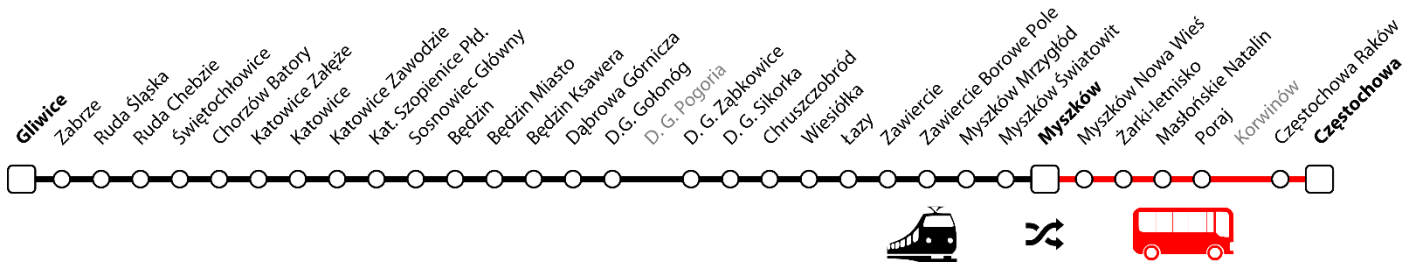 Gliwice
Zabrze
Ruda Śląska
Ruda Chebzie
Świętochłowice
Chorzów Batory
Katowice Załęże
Katowice
Katowice Zawodzie
Kat. Szopienice Płd.
Sosnowiec Główny
Będzin
Będzin Miasto
Będzin Ksawera
Dąbrowa Górnicza
D.G. Gołonóg
D. G. Pogoria
D. G. Ząbkowice
D. G. Sikorka
Chruszczobród
Wiesiółka
Łazy
Zawiercie
Zawiercie Borowe Pole
Myszków Mrzygłód
Myszków Światowit
Myszków
Myszków Nowa Wieś
Żarki-letnisko
Masłońskie Natalin
Poraj
Korwinów
Częstochowa Raków
Częstochowa